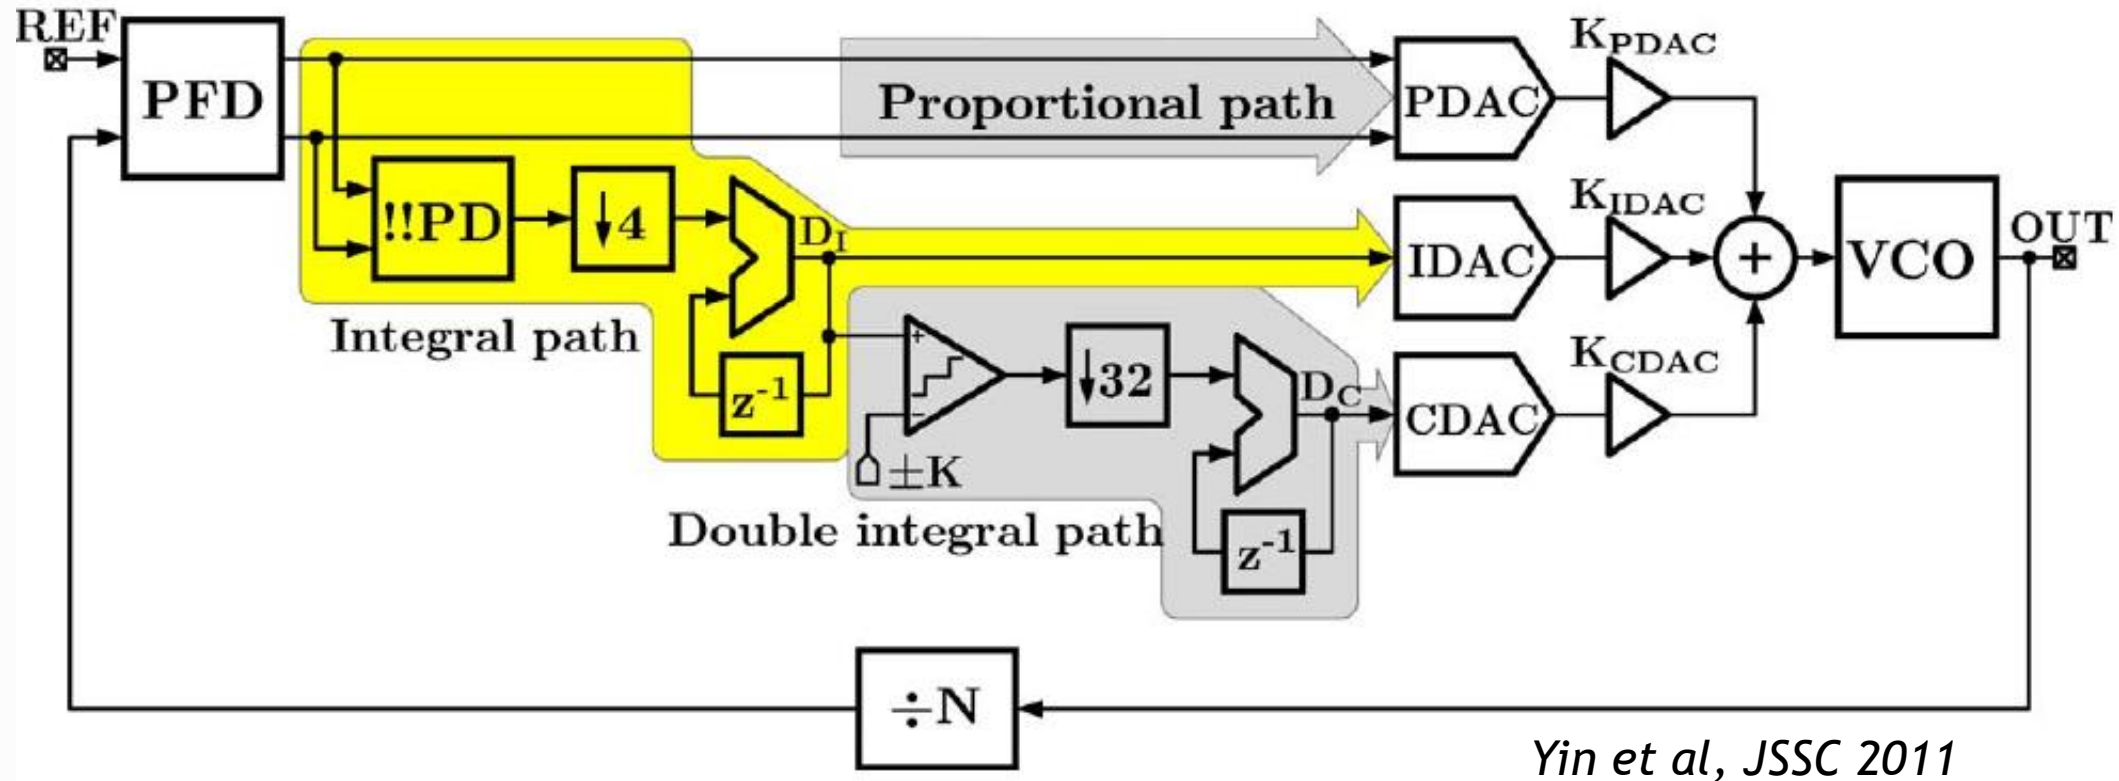 REF
PFD
Proportional path
PDAC
K_PDAC
!!PD
↓4
D_I
IDAC
K_IDAC
+
VCO
OUT
Integral path
z⁻¹
+
−
±K
↓32
D_C
CDAC
K_CDAC
Double integral path
z⁻¹
÷N
Yin et al, JSSC 2011